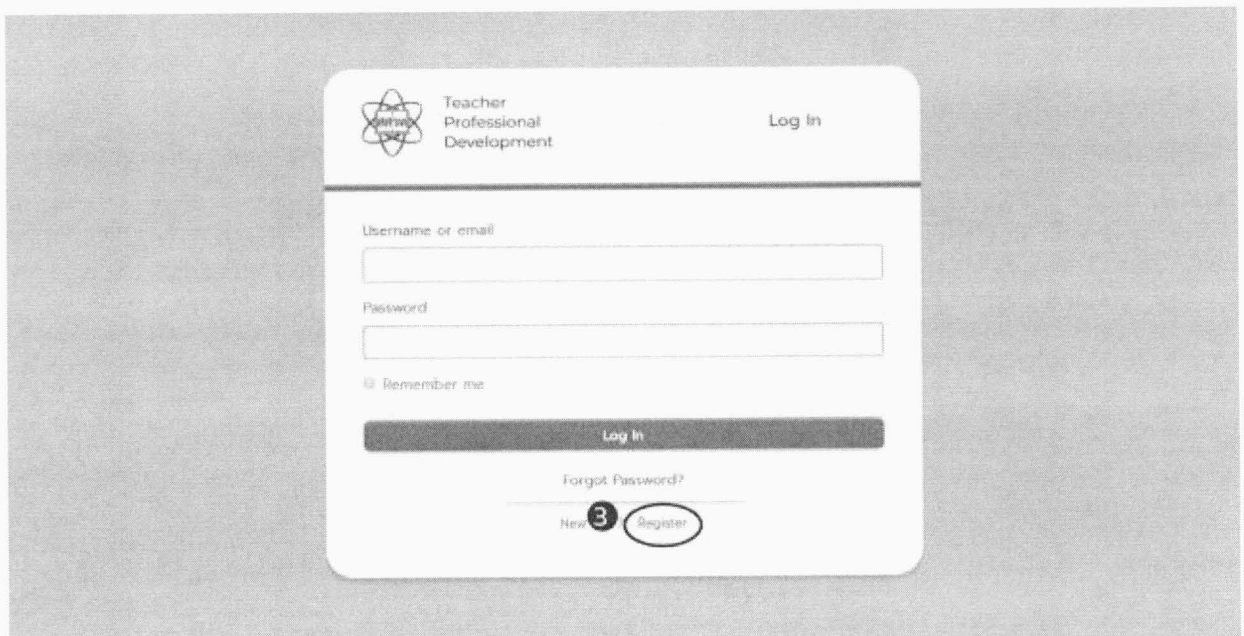 Teacher
Professional
Development
Log In
Username or email
Password
Remember me
Log In
Forgot Password?
New
3
Register